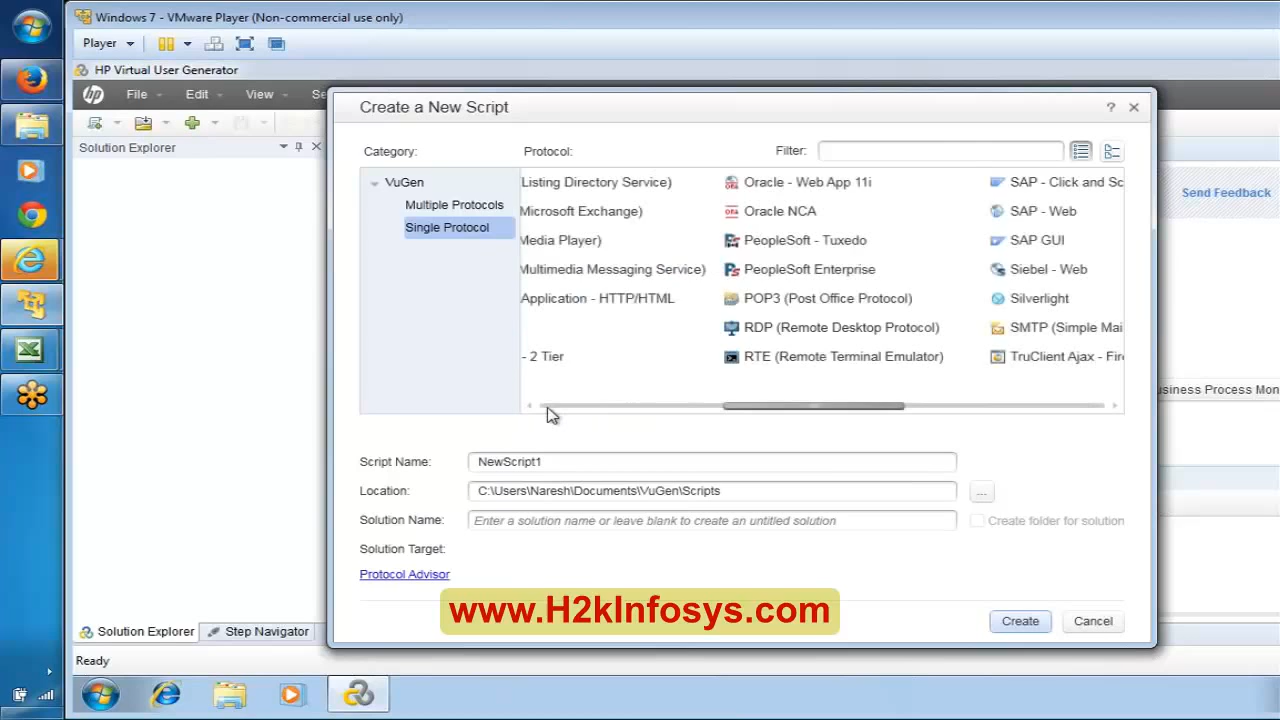 Windows 7 - VMware Player (Non-commercial use only)
Player
HP Virtual User Generator
hp File Edit View Se
Create a New Script
Solution Explorer
Category: Protocol: Filter:
VuGen
Multiple Protocols
Single Protocol
Listing Directory Service) Oracle - Web App 11i SAP - Click and Sc
Microsoft Exchange) Oracle NCA SAP - Web
Media Player) PeopleSoft - Tuxedo SAP GUI
Multimedia Messaging Service) PeopleSoft Enterprise Siebel - Web
Application - HTTP/HTML POP3 (Post Office Protocol) Silverlight
RDP (Remote Desktop Protocol) SMTP (Simple Mai
- 2 Tier RTE (Remote Terminal Emulator) TruClient Ajax - Fire
Send Feedback
usiness Process Mon
Script Name: NewScript1
Location: C:\Users\Naresh\Documents\VuGen\Scripts ...
Solution Name: Enter a solution name or leave blank to create an untitled solution Create folder for solution
Solution Target:
Protocol Advisor
www.H2kInfosys.com
Create Cancel
Solution Explorer Step Navigator
Ready